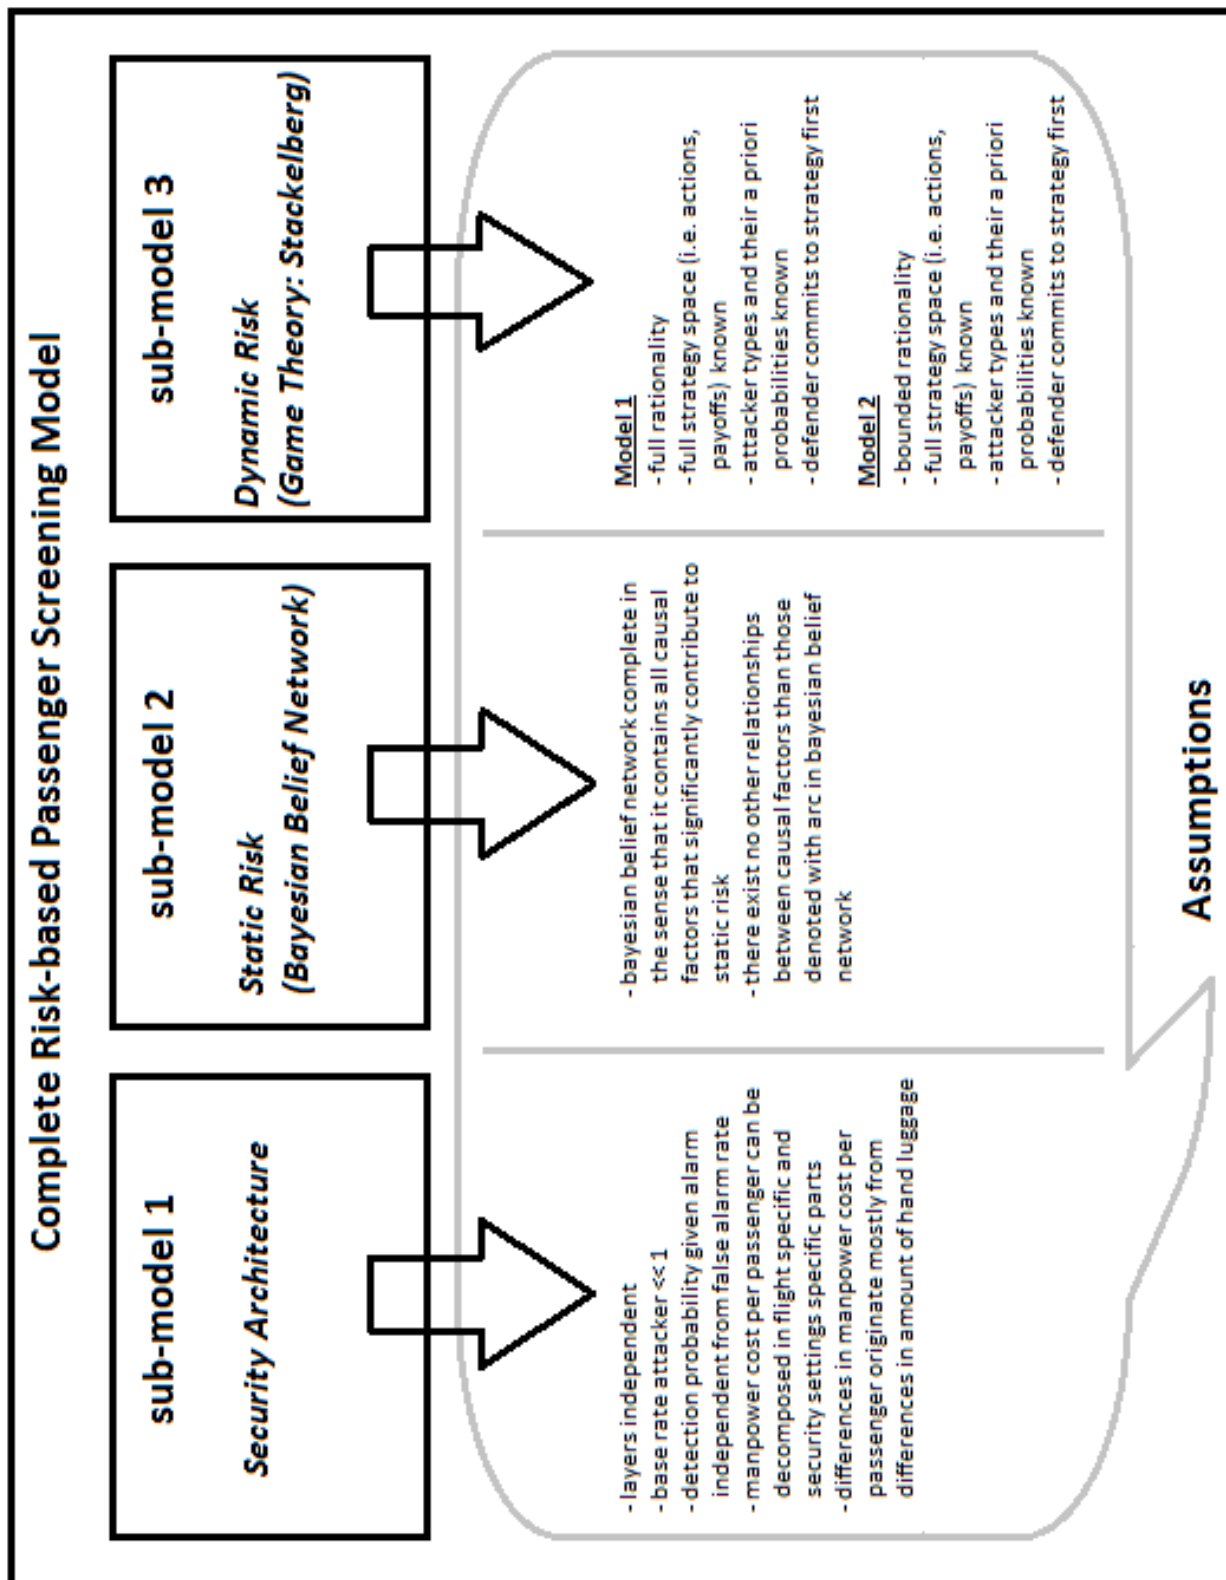 Complete Risk-based Passenger Screening Model
sub-model 1
Security Architecture
sub-model 2
Static Risk
(Bayesian Belief Network)
sub-model 3
Dynamic Risk
(Game Theory: Stackelberg)
- layers independent
- base rate attacker << 1
- detection probability given alarm
independent from false alarm rate
- manpower cost per passenger can be
decomposed in flight specific and
security settings specific parts
- differences in manpower cost per
passenger originate mostly from
differences in amount of hand luggage
- bayesian belief network complete in
the sense that it contains all causal
factors that significantly contribute to
static risk
- there exist no other relationships
between causal factors than those
denoted with arc in bayesian belief
network
Model 1
- full rationality
- full strategy space (i.e. actions,
payoffs) known
- attacker types and their a priori
probabilities known
- defender commits to strategy first
Model 2
- bounded rationality
- full strategy space (i.e. actions,
payoffs) known
- attacker types and their a priori
probabilities known
- defender commits to strategy first
Assumptions